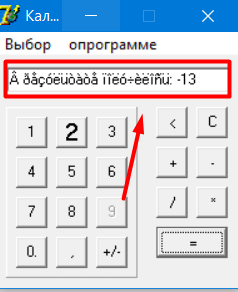 Кал...
Выбор опрограмме
Â ðåçóëüòàòå ïîëó÷èëîñü: -13
1 2 3 < C
4 5 6 + -
7 8 9 / *
0. , +/- =